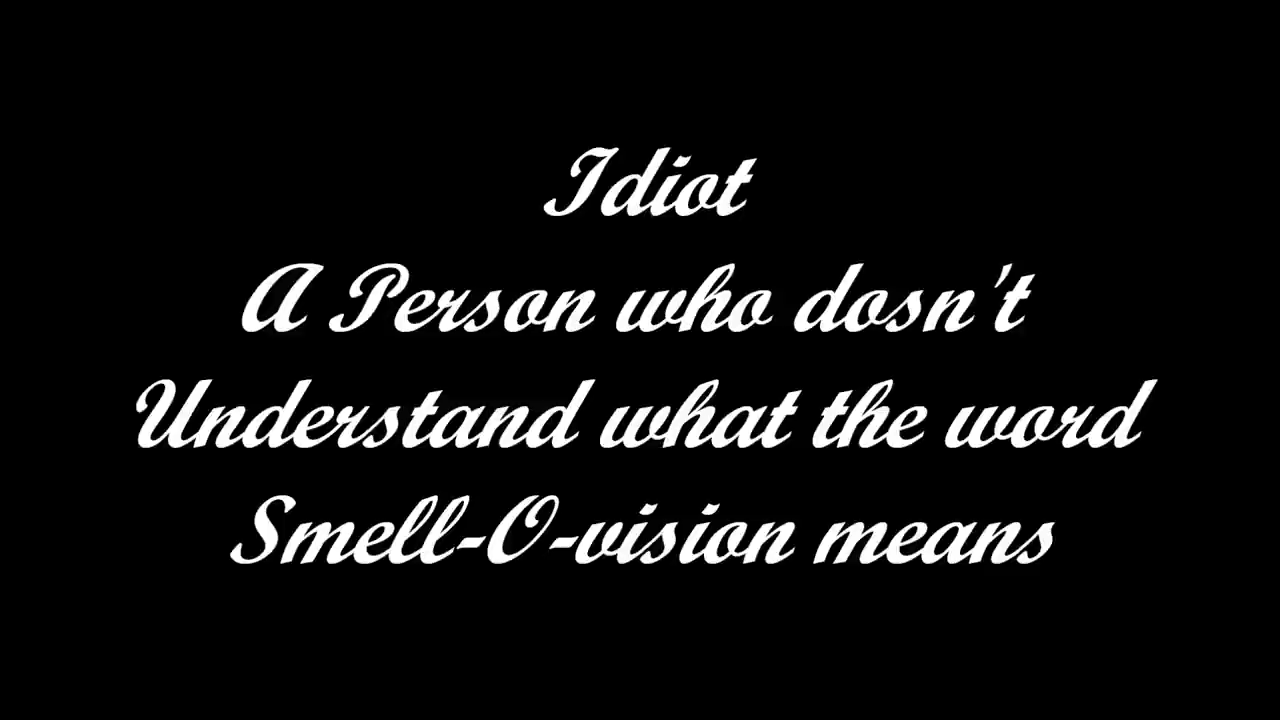 Idiot
A Person who dosn't
Understand what the word
Smell-O-vision means